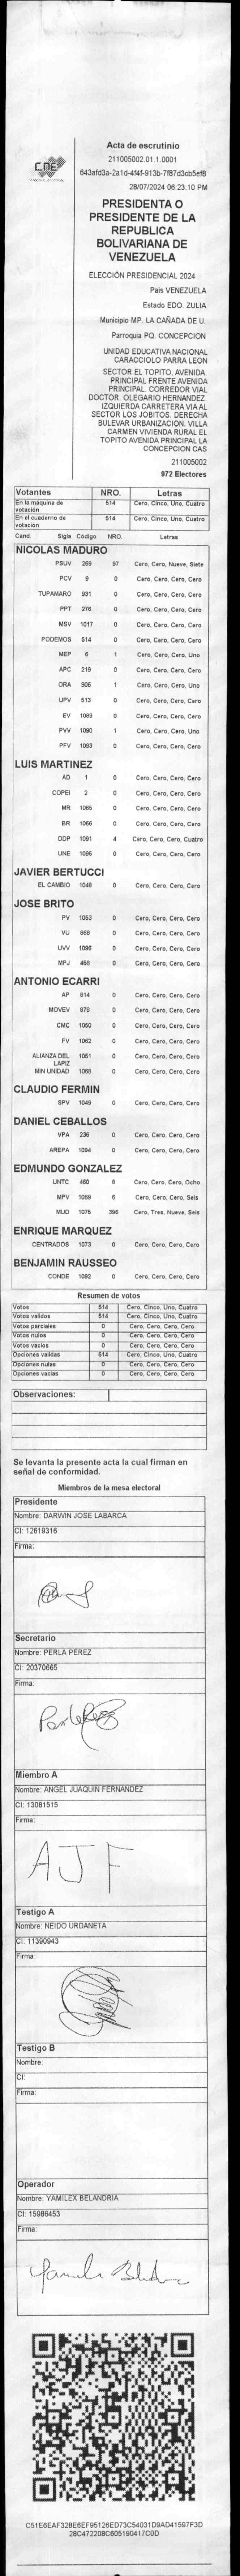 CNE
Acta de escrutinio
211005002.01.1.0001
643afd3a-2a1d-4f4f-913b-7f87d3cb5ef8
28/07/2024 06:23:10 PM
PRESIDENTA O
PRESIDENTE DE LA
REPUBLICA
BOLIVARIANA DE
VENEZUELA
ELECCIÓN PRESIDENCIAL 2024
Pais VENEZUELA
Estado EDO. ZULIA
Municipio MP. LA CAÑADA DE U.
Parroquia PQ. CONCEPCION
UNIDAD EDUCATIVA NACIONAL
CARACCIOLO PARRA LEON
SECTOR EL TOPITO. AVENIDA.
PRINCIPAL FRENTE AVENIDA
PRINCIPAL. CORREDOR VIAL
DOCTOR. OLEGARIO HERNANDEZ.
IZQUIERDA CARRETERA VIA AL
SECTOR LOS JOBITOS. DERECHA
BULEVAR URBANIZACION. VILLA
CARMEN VIVIENDA RURAL EL
TOPITO AVENIDA PRINCIPAL LA
CONCEPCION CAS
211005002
972 Electores
Votantes NRO. Letras
En la máquina de votación 514 Cero, Cinco, Uno, Cuatro
En el cuaderno de votación 514 Cero, Cinco, Uno, Cuatro
Cand. Sigla Codigo NRO. Letras
NICOLAS MADURO
PSUV 269 97 Cero, Cero, Nueve, Siete
PCV 9 0 Cero, Cero, Cero, Cero
TUPAMARO 931 0 Cero, Cero, Cero, Cero
PPT 276 0 Cero, Cero, Cero, Cero
MSV 1017 0 Cero, Cero, Cero, Cero
PODEMOS 514 0 Cero, Cero, Cero, Cero
MEP 6 1 Cero, Cero, Cero, Uno
APC 219 0 Cero, Cero, Cero, Cero
ORA 905 1 Cero, Cero, Cero, Uno
UPV 513 0 Cero, Cero, Cero, Cero
EV 1089 0 Cero, Cero, Cero, Cero
PVV 1090 1 Cero, Cero, Cero, Uno
PFV 1093 0 Cero, Cero, Cero, Cero
LUIS MARTINEZ
AD 1 0 Cero, Cero, Cero, Cero
COPEI 2 0 Cero, Cero, Cero, Cero
MR 1065 0 Cero, Cero, Cero, Cero
BR 1066 0 Cero, Cero, Cero, Cero
DDP 1091 4 Cero, Cero, Cero, Cuatro
UNE 1095 0 Cero, Cero, Cero, Cero
JAVIER BERTUCCI
EL CAMBIO 1048 0 Cero, Cero, Cero, Cero
JOSE BRITO
PV 1053 0 Cero, Cero, Cero, Cero
VU 868 0 Cero, Cero, Cero, Cero
UVV 1096 0 Cero, Cero, Cero, Cero
MPJ 458 0 Cero, Cero, Cero, Cero
ANTONIO ECARRI
AP 814 0 Cero, Cero, Cero, Cero
MOVEV 878 0 Cero, Cero, Cero, Cero
CMC 1050 0 Cero, Cero, Cero, Cero
FV 1062 0 Cero, Cero, Cero, Cero
ALIANZA DEL LAPIZ 1051 0 Cero, Cero, Cero, Cero
MIN UNIDAD 1069 0 Cero, Cero, Cero, Cero
CLAUDIO FERMIN
SPV 1049 0 Cero, Cero, Cero, Cero
DANIEL CEBALLOS
VPA 236 0 Cero, Cero, Cero, Cero
AREPA 1094 0 Cero, Cero, Cero, Cero
EDMUNDO GONZALEZ
UNTC 460 8 Cero, Cero, Cero, Ocho
MPV 1069 6 Cero, Cero, Cero, Seis
MUD 1075 396 Cero, Tres, Nueve, Seis
ENRIQUE MARQUEZ
CENTRADOS 1073 0 Cero, Cero, Cero, Cero
BENJAMIN RAUSSEO
CONDE 1092 0 Cero, Cero, Cero, Cero
Resumen de votos
Votos 514 Cero, Cinco, Uno, Cuatro
Votos validos 514 Cero, Cinco, Uno, Cuatro
Votos parciales 0 Cero, Cero, Cero, Cero
Votos nulos 0 Cero, Cero, Cero, Cero
Votos vacios 0 Cero, Cero, Cero, Cero
Opciones validas 514 Cero, Cinco, Uno, Cuatro
Opciones nulas 0 Cero, Cero, Cero, Cero
Opciones vacias 0 Cero, Cero, Cero, Cero
Observaciones:
Se levanta la presente acta la cual firman en
señal de conformidad.
Miembros de la mesa electoral
Presidente
Nombre: DARWIN JOSE LABARCA
CI: 12619316
Firma:
Secretario
Nombre: PERLA PEREZ
CI: 20370665
Firma:
Miembro A
Nombre: ANGEL JUAQUIN FERNANDEZ
CI: 13081515
Firma:
AJF
Testigo A
Nombre: NEIDO URDANETA
CI: 11390943
Firma:
Testigo B
Nombre:
CI:
Firma:
Operador
Nombre: YAMILEX BELANDRIA
CI: 15986453
Firma:
C51E6EAF328E6EF95126ED73C54031D9AD41597F3D
28C472208C605190417C0D